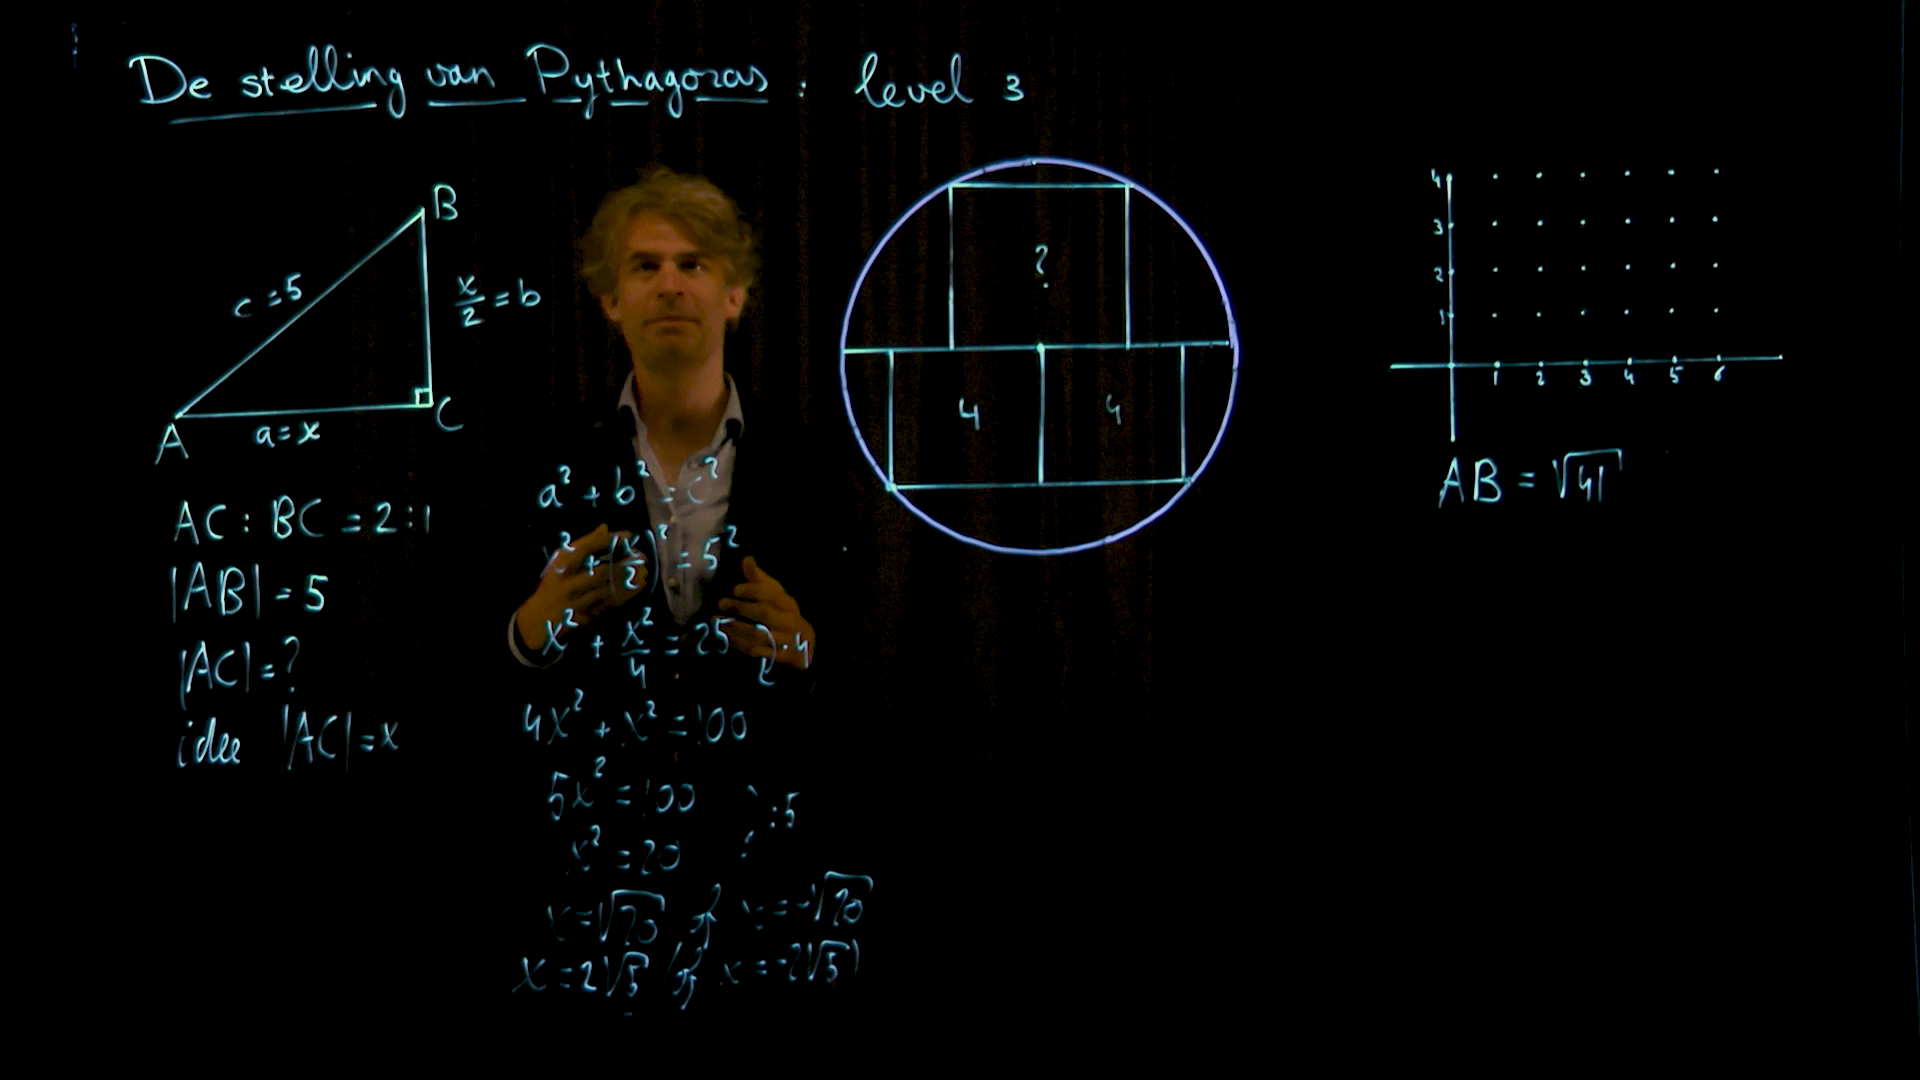 De stelling van Pythagoras : level 3
B
c = 5
x/2 = b
A
a = x
C
AC : BC = 2 : 1
|AB| = 5
|AC| = ?
idee |AC| = x
a² + b² = c²
x² + (x/2)² = 5²
x² + x²/4 = 25 ) · 4
4x² + x² = 100
5x² = 100
: 5
x² = 20
x = √20 of x = -√20
x = 2√5 (of x = -2√5)
?
4 4
4
3
2
1
1 2 3 4 5 6
AB = √41